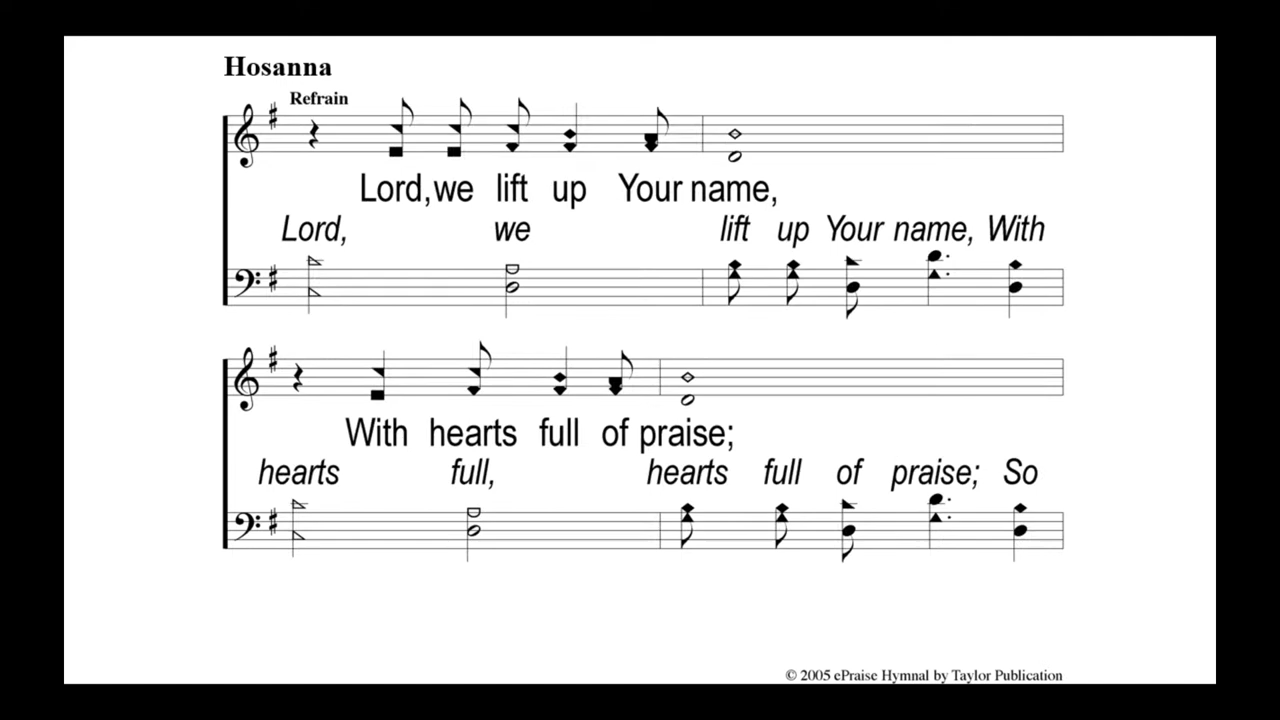 Hosanna
Refrain
Lord, we lift up Your name,
Lord, we lift up Your name, With
With hearts full of praise;
hearts full, hearts full of praise; So
© 2005 ePraise Hymnal by Taylor Publication